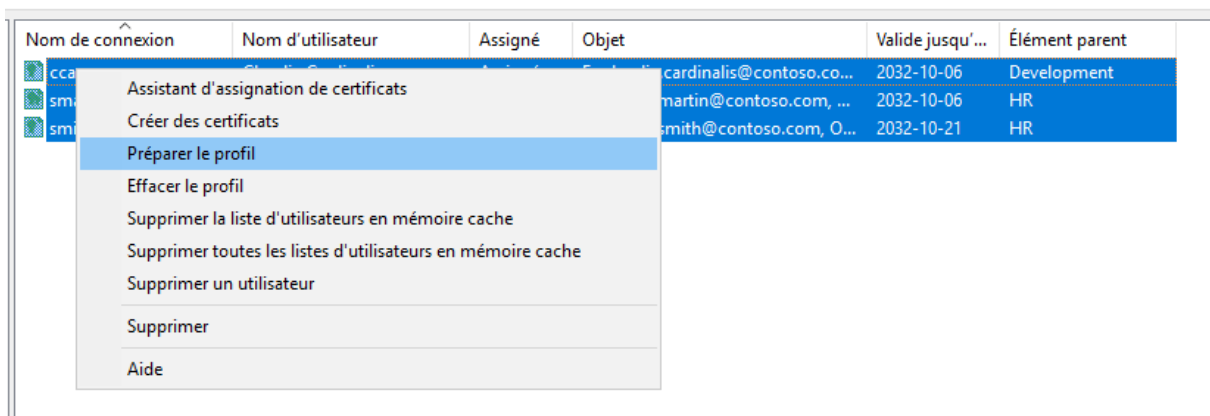 Nom de connexion Nom d'utilisateur Assigné Objet Valide jusqu'... Élément parent
cca cardinalis@contoso.co... 2032-10-06 Development
sma martin@contoso.com, ... 2032-10-06 HR
smi smith@contoso.com, O... 2032-10-21 HR
Assistant d'assignation de certificats
Créer des certificats
Préparer le profil
Effacer le profil
Supprimer la liste d'utilisateurs en mémoire cache
Supprimer toutes les listes d'utilisateurs en mémoire cache
Supprimer un utilisateur
Supprimer
Aide